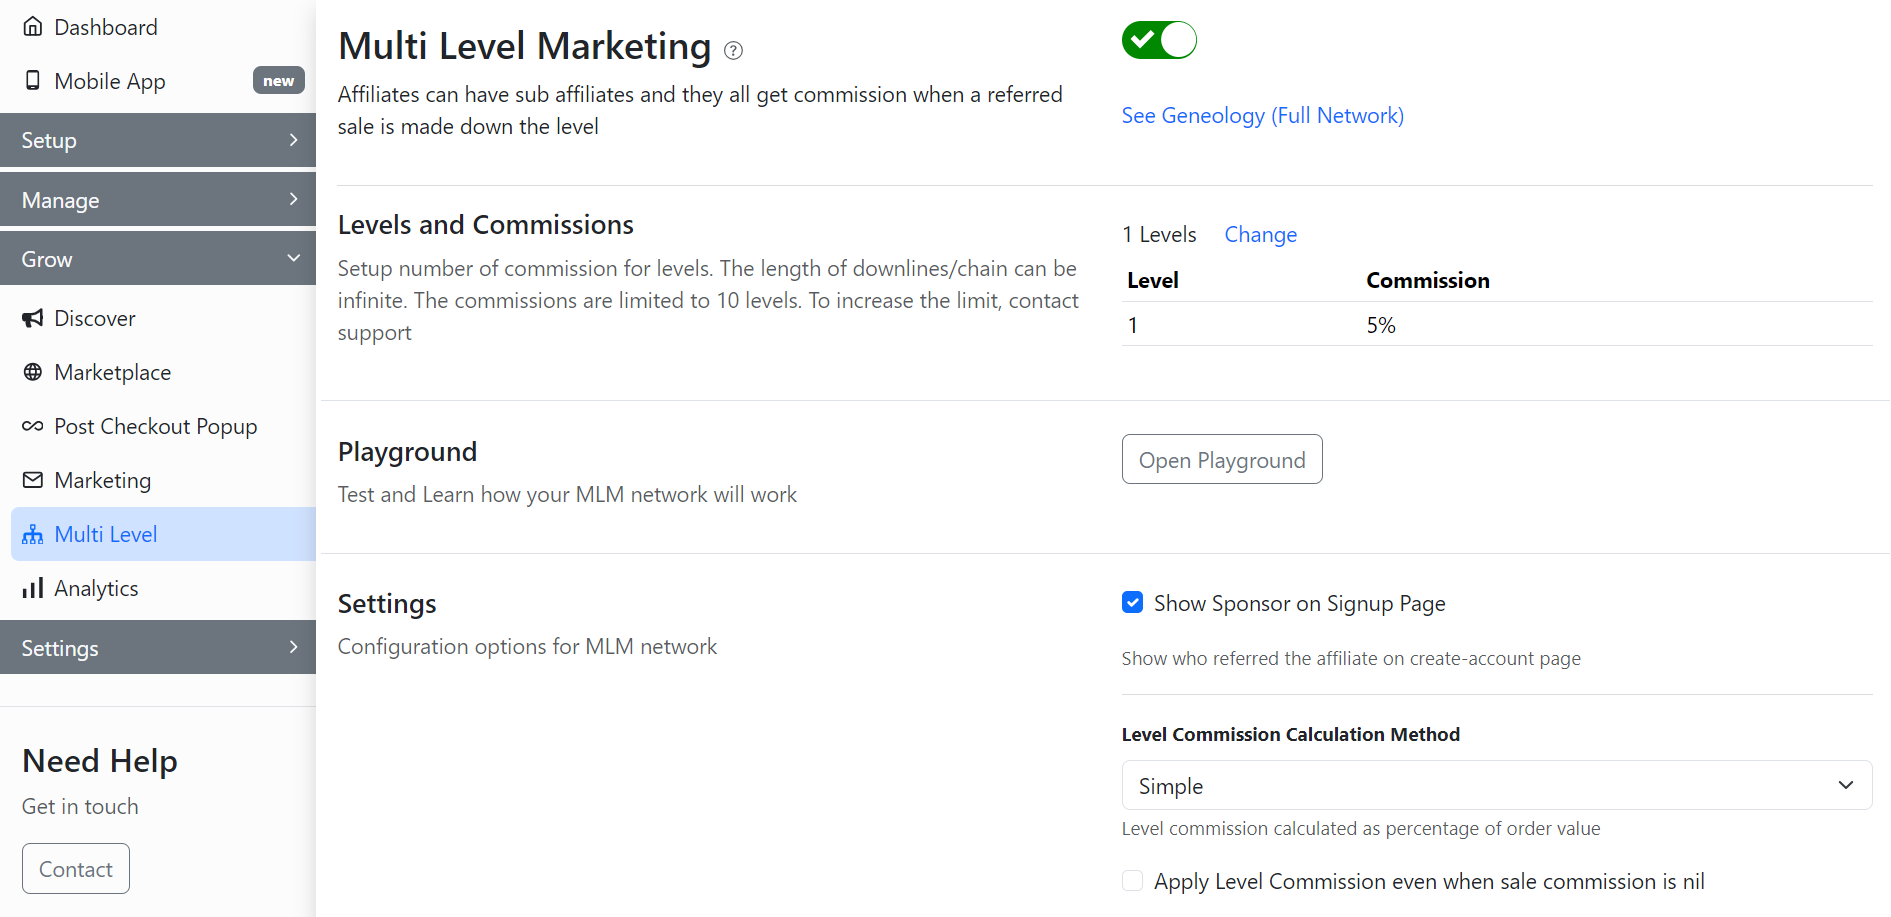 Dashboard
Mobile App
new
Setup
Manage
Grow
Discover
Marketplace
Post Checkout Popup
Marketing
Multi Level
Analytics
Settings
Need Help
Get in touch
Contact
Multi Level Marketing
Affiliates can have sub affiliates and they all get commission when a referred
sale is made down the level
See Geneology (Full Network)
Levels and Commissions
Setup number of commission for levels. The length of downlines/chain can be
infinite. The commissions are limited to 10 levels. To increase the limit, contact
support
1 Levels Change
Level Commission
1 5%
Playground
Test and Learn how your MLM network will work
Open Playground
Settings
Configuration options for MLM network
Show Sponsor on Signup Page
Show who referred the affiliate on create-account page
Level Commission Calculation Method
Simple
Level commission calculated as percentage of order value
Apply Level Commission even when sale commission is nil